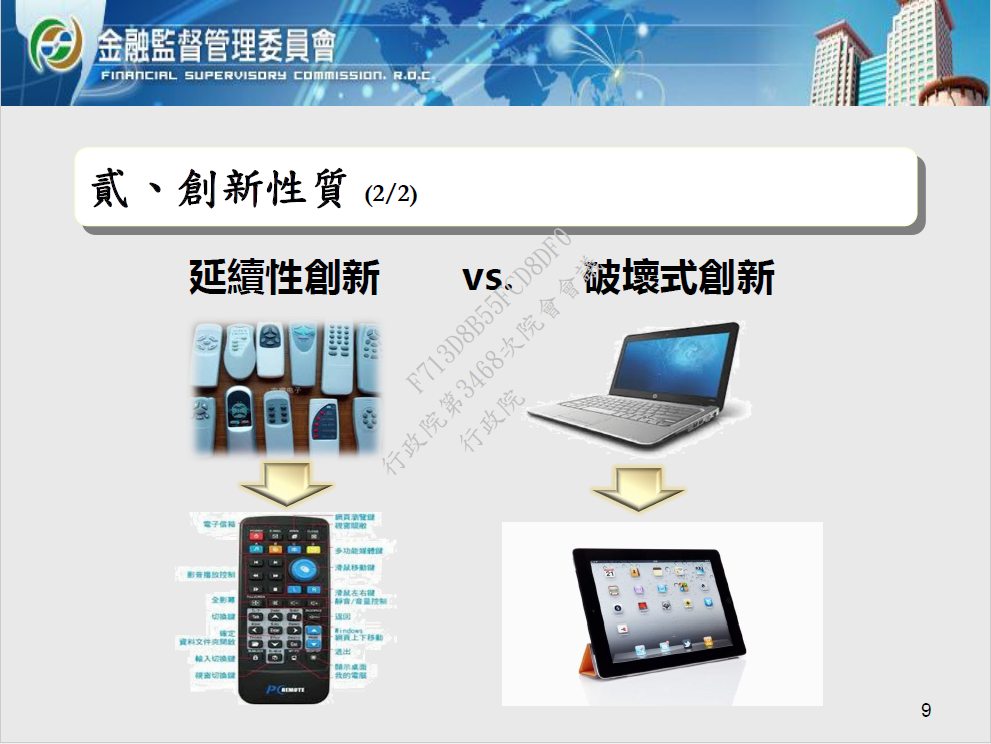 金融監督管理委員會
FINANCIAL SUPERVISORY COMMISSION, R.O.C.
貳、創新性質 (2/2)
延續性創新 vs. 破壞式創新
F713D8B55FCD8DF0
行政院第3468次院會會議
行政院
電子信箱
網頁瀏覽鍵
視窗關閉
多功能媒體鍵
影音播放控制
滑鼠移動鍵
全影幕
滑鼠左右鍵
靜音/音量控制
切換鍵
返回
確定
Windows
資料文件夾開啟
網頁上下移動
輸入切換鍵
退出
視窗切換鍵
顯示桌面
我的電腦
PC REMOTE
9